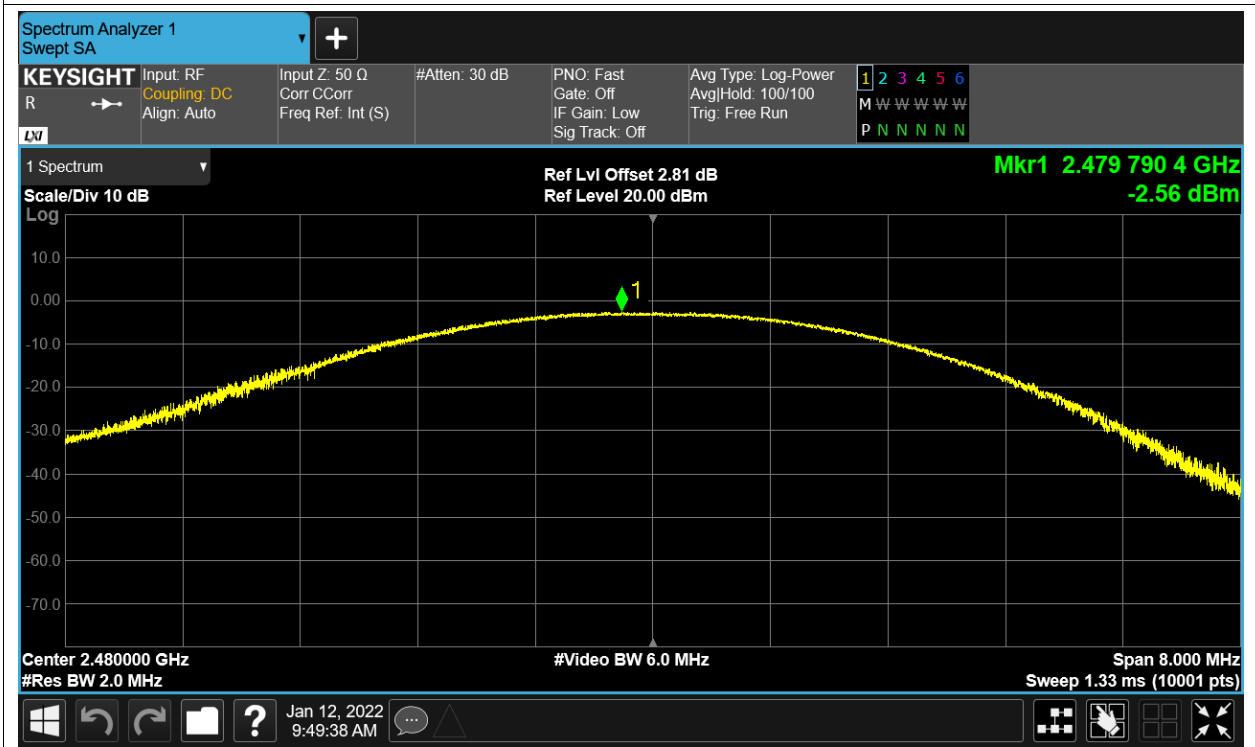 Spectrum Analyzer 1
Swept SA
+
KEYSIGHT
R
LXI
Input: RF
Coupling: DC
Align: Auto
Input Z: 50 Ω
Corr CCorr
Freq Ref: Int (S)
#Atten: 30 dB
PNO: Fast
Gate: Off
IF Gain: Low
Sig Track: Off
Avg Type: Log-Power
Avg|Hold: 100/100
Trig: Free Run
1 2 3 4 5 6
M W W W W W W
P N N N N N N
1 Spectrum
Scale/Div 10 dB
Ref Lvl Offset 2.81 dB
Ref Level 20.00 dBm
Mkr1 2.479 790 4 GHz
-2.56 dBm
Log
10.0
0.00
-10.0
-20.0
-30.0
-40.0
-50.0
-60.0
-70.0
1
Center 2.480000 GHz
#Res BW 2.0 MHz
#Video BW 6.0 MHz
Span 8.000 MHz
Sweep 1.33 ms (10001 pts)
?
Jan 12, 2022
9:49:38 AM